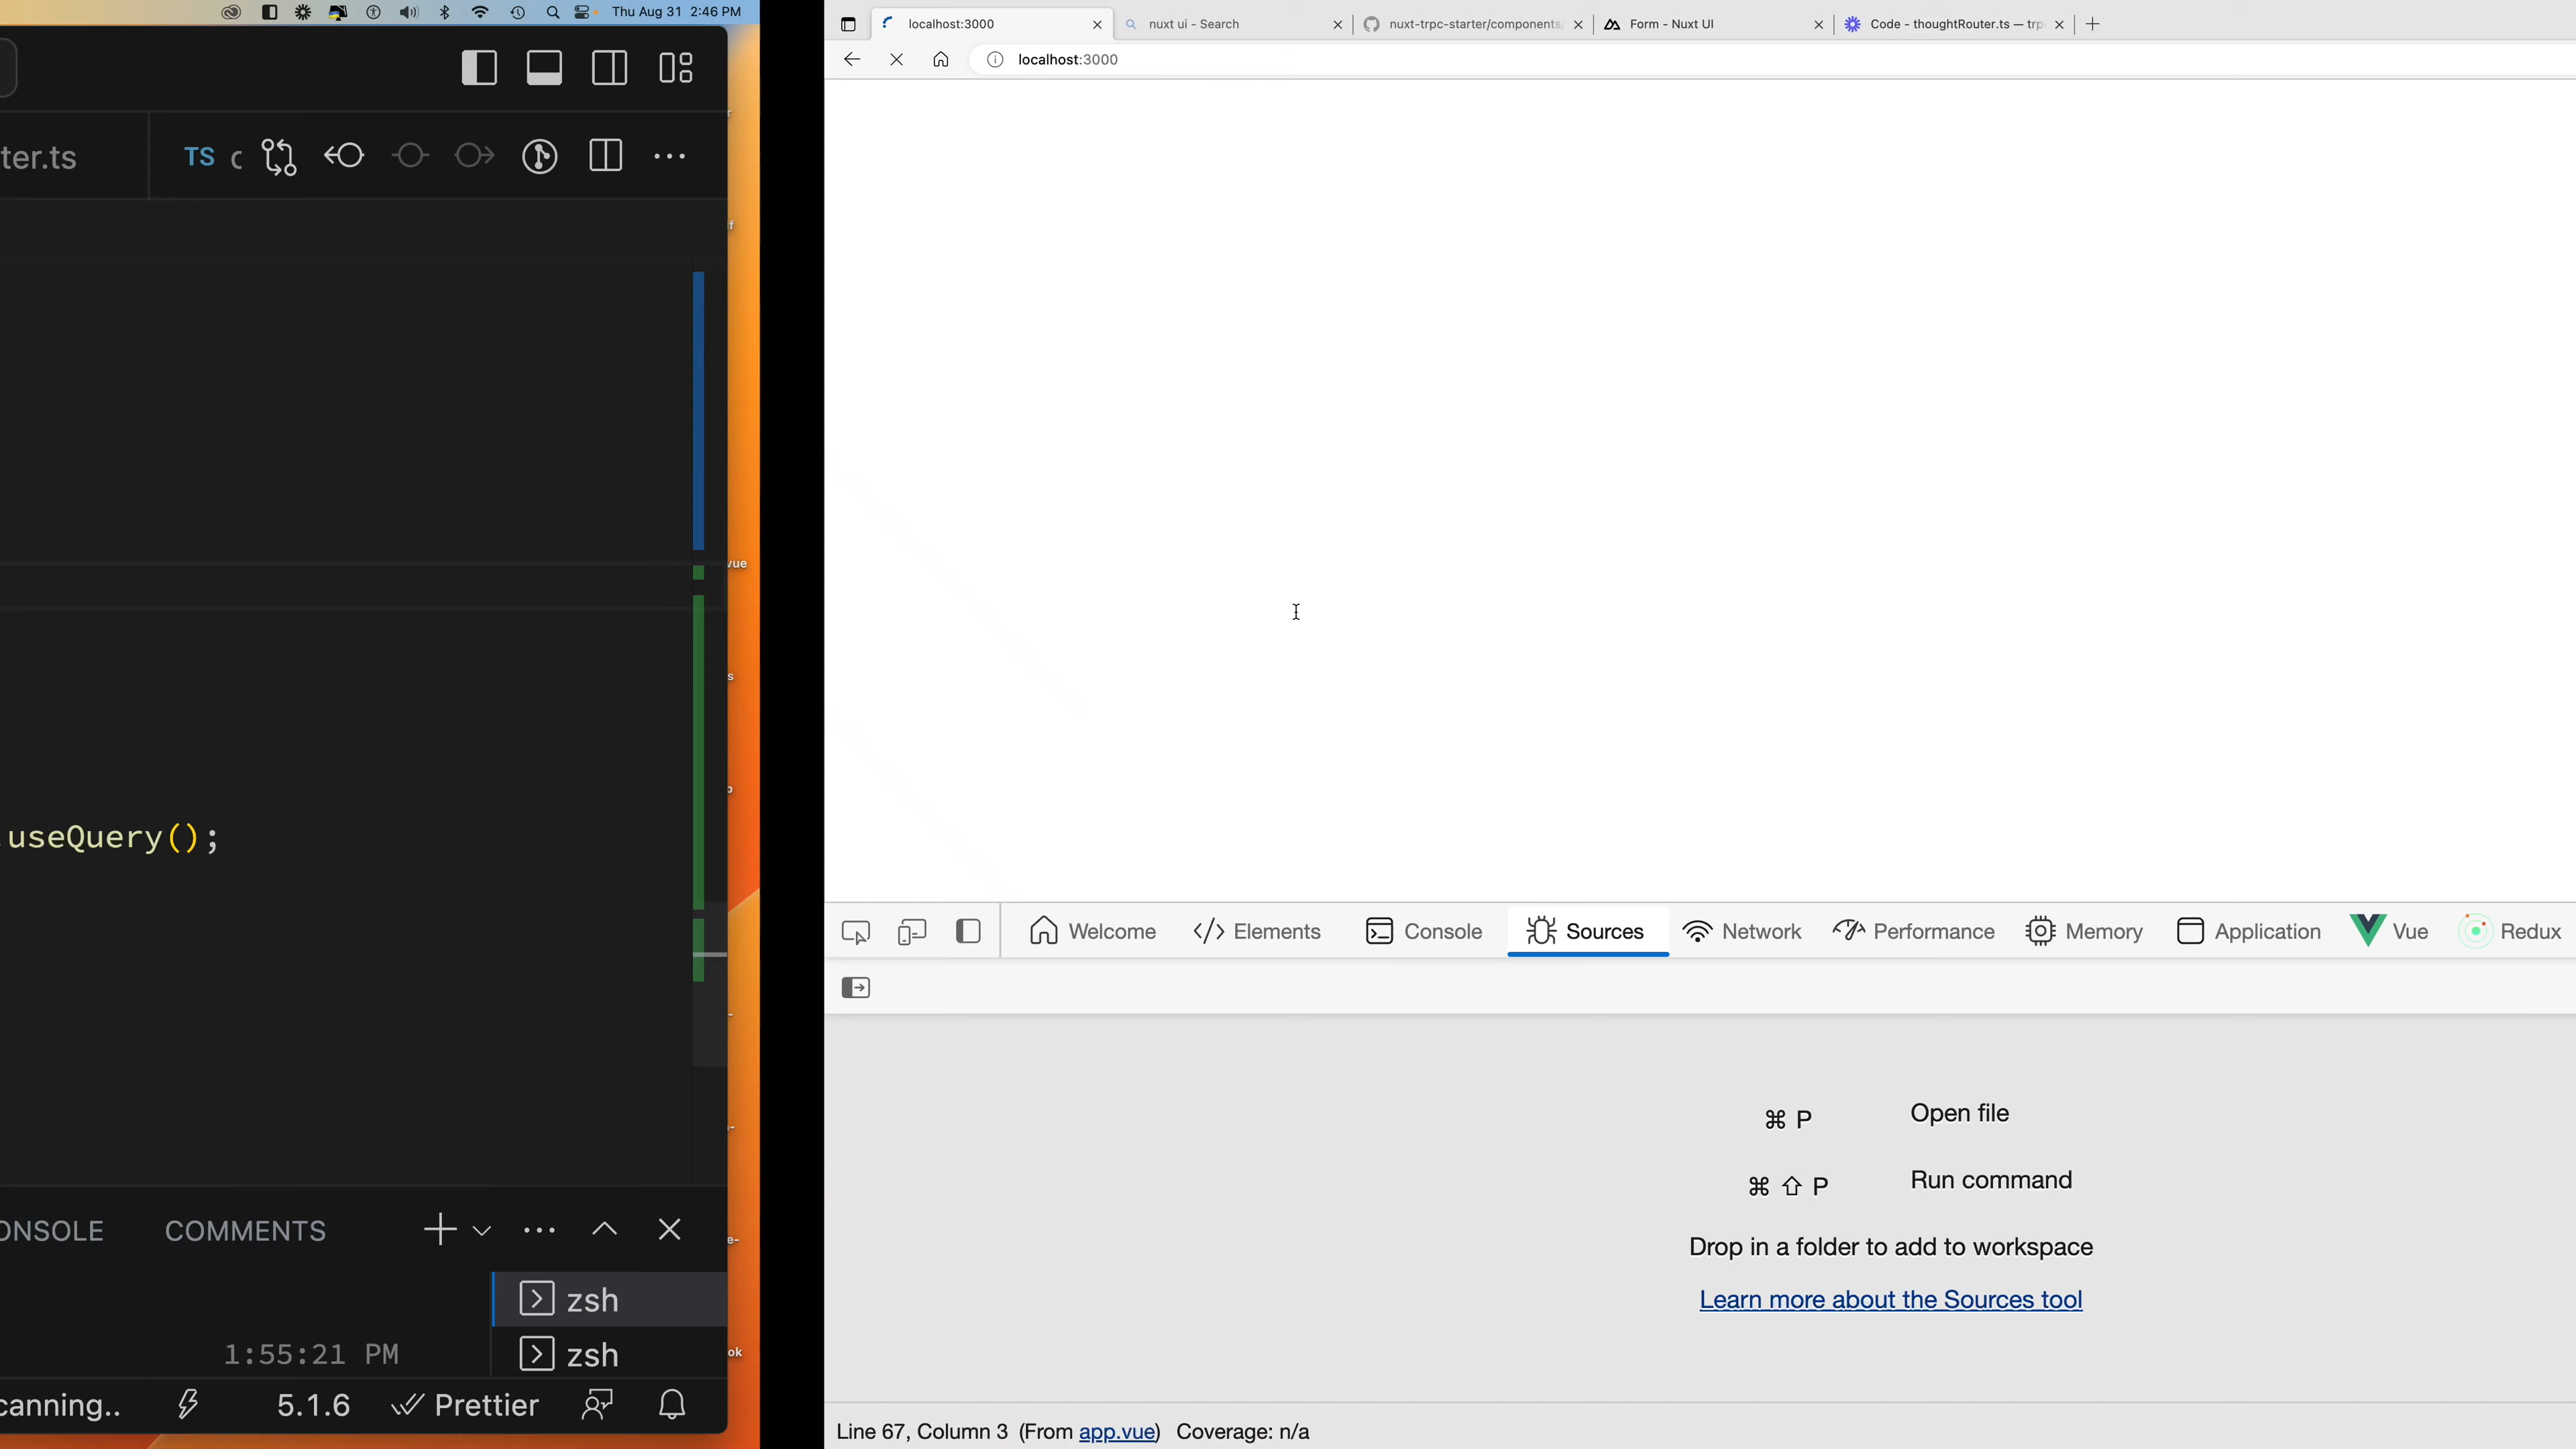 Thu Aug 31 2:46 PM
ter.ts
TS c
.useQuery();
ONSOLE COMMENTS
zsh
1:55:21 PM
zsh
canning.. 5.1.6 Prettier
r
f
vue
s
p
-
e-
ok
localhost:3000
nuxt ui - Search
nuxt-trpc-starter/components/
Form - Nuxt UI
Code - thoughtRouter.ts — trp
localhost:3000
Welcome Elements Console Sources Network Performance Memory Application Vue Redux
⌘ P Open file
⌘ ⇧ P Run command
Drop in a folder to add to workspace
Learn more about the Sources tool
Line 67, Column 3 (From app.vue) Coverage: n/a